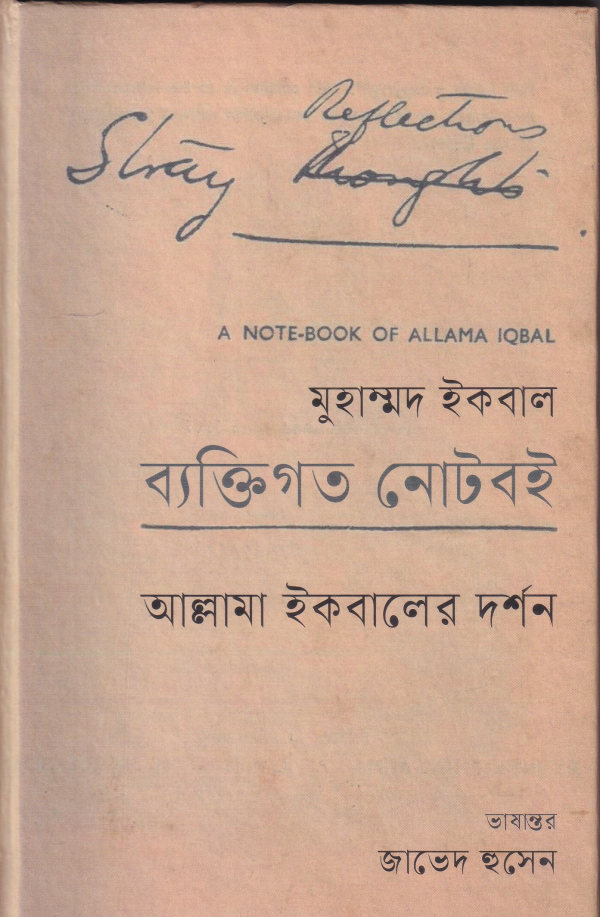 Reflections
Stray thoughts
A NOTE-BOOK OF ALLAMA IQBAL
মুহাম্মদ ইকবাল
ব্যক্তিগত নোটবই
আল্লামা ইকবালের দর্শন
ভাষান্তর
জাভেদ হুসেন